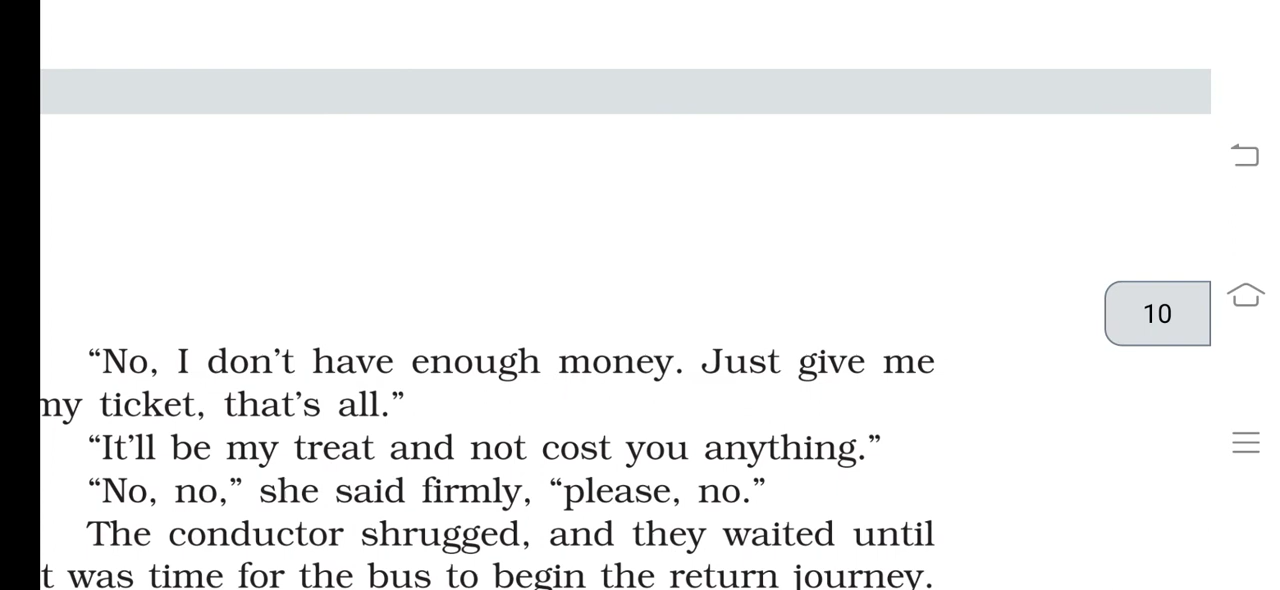 10
“No, I don’t have enough money. Just give me
my ticket, that’s all.”
“It’ll be my treat and not cost you anything.”
“No, no,” she said firmly, “please, no.”
The conductor shrugged, and they waited until
t was time for the bus to begin the return journey.